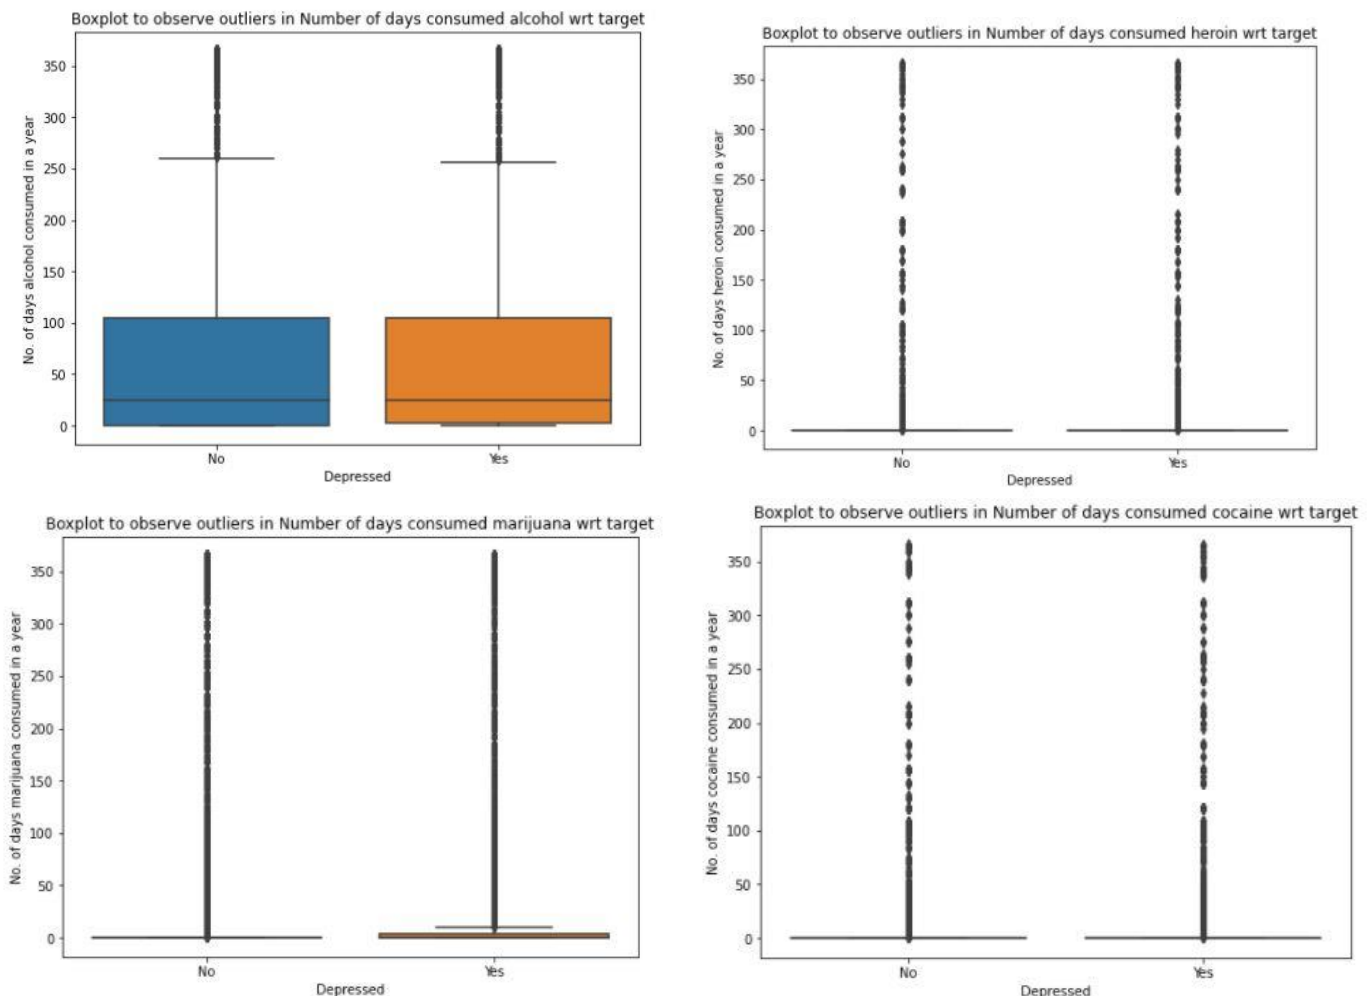 Boxplot to observe outliers in Number of days consumed alcohol wrt target
No. of days alcohol consumed in a year
350
300
250
200
150
100
50
0
No
Yes
Depressed
Boxplot to observe outliers in Number of days consumed heroin wrt target
No. of days heroin consumed in a year
350
300
250
200
150
100
50
0
No
Yes
Depressed
Boxplot to observe outliers in Number of days consumed marijuana wrt target
No. of days marijuana consumed in a year
350
300
250
200
150
100
50
0
No
Yes
Depressed
Boxplot to observe outliers in Number of days consumed cocaine wrt target
No. of days cocaine consumed in a year
350
300
250
200
150
100
50
0
No
Yes
Depressed